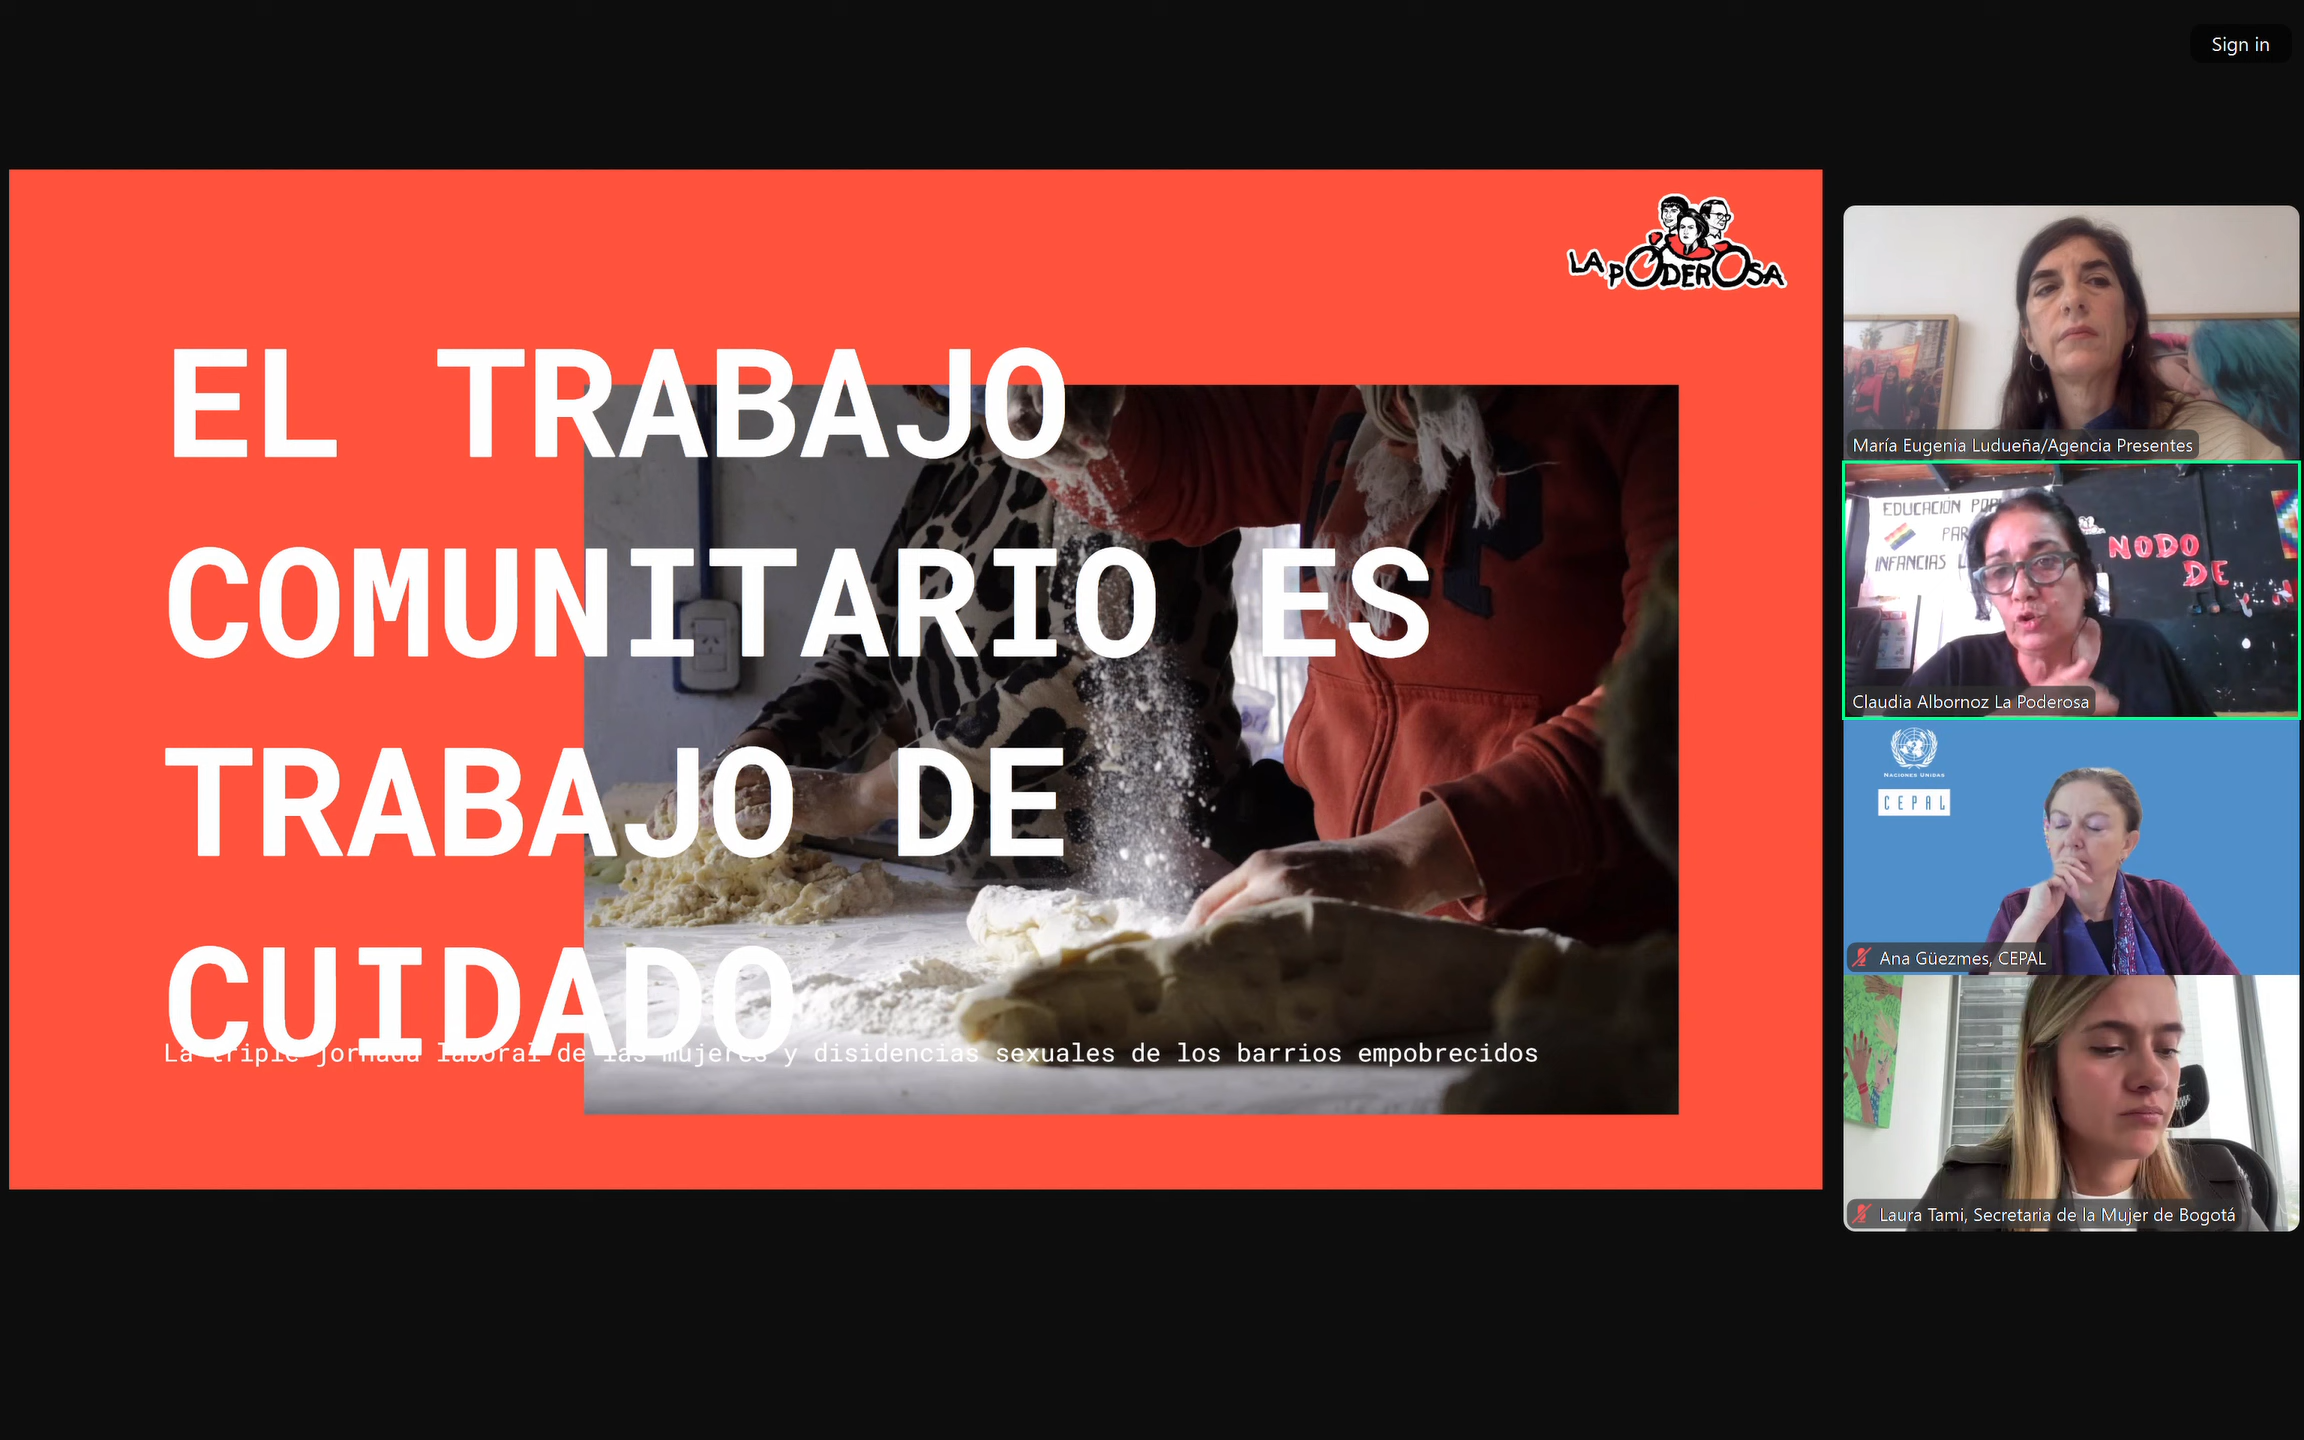 Sign in
LA PODEROSA
EL TRABAJO
COMUNITARIO ES
TRABAJO DE
CUIDADO
La triple jornada laboral de las mujeres y disidencias sexuales de los barrios empobrecidos
María Eugenia Ludueña/Agencia Presentes
EDUCACIÓN POP
PAR
INFANCIAS L
NODO
DE
Claudia Albornoz La Poderosa
NACIONES UNIDAS
CEPAL
Ana Güezmes, CEPAL
Laura Tami, Secretaria de la Mujer de Bogotá